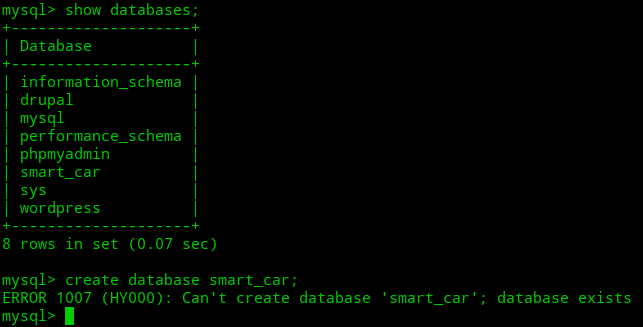 mysql> show databases;
+--------------------+
| Database           |
+--------------------+
| information_schema |
| drupal             |
| mysql              |
| performance_schema |
| phpmyadmin         |
| smart_car          |
| sys                |
| wordpress          |
+--------------------+
8 rows in set (0.07 sec)

mysql> create database smart_car;
ERROR 1007 (HY000): Can't create database 'smart_car'; database exists
mysql>